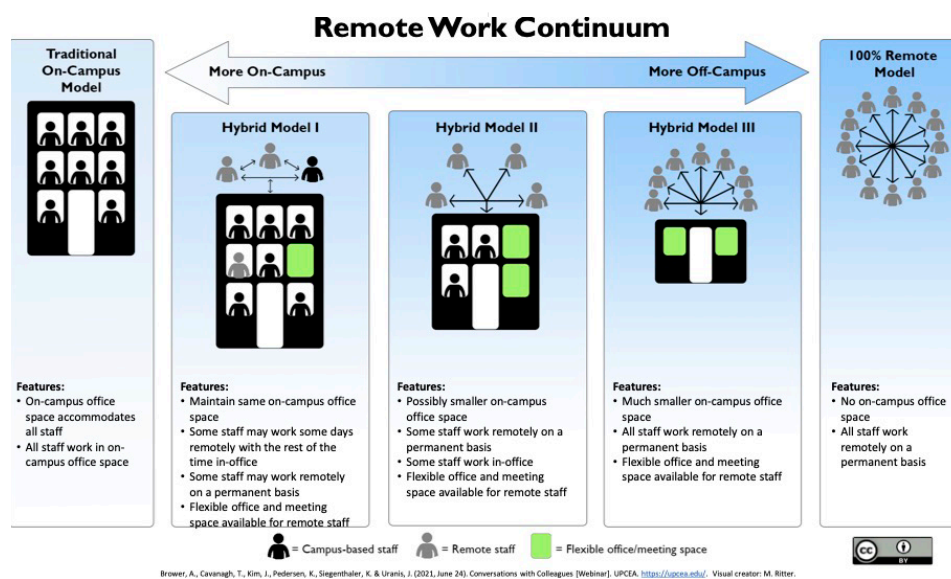 Remote Work Continuum
Traditional
On-Campus
Model
More On-Campus
More Off-Campus
100% Remote
Model
Hybrid Model I
Hybrid Model II
Hybrid Model III
Features:
• On-campus office
space accommodates
all staff
• All staff work in on-
campus office space
Features:
• Maintain same on-campus office
space
• Some staff may work some days
remotely with the rest of the
time in-office
• Some staff may work remotely
on a permanent basis
• Flexible office and meeting
space available for remote staff
Features:
• Possibly smaller on-campus
office space
• Some staff work remotely on a
permanent basis
• Some staff work in-office
• Flexible office and meeting
space available for remote staff
Features:
• Much smaller on-campus office
space
• All staff work remotely on a
permanent basis
• Flexible office and meeting
space available for remote staff
Features:
• No on-campus office
space
• All staff work
remotely on a
permanent basis
= Campus-based staff
= Remote staff
= Flexible office/meeting space
cc
BY
Brower, A., Cavanagh, T., Kim, J., Pedersen, K., Siegenthaler, K. & Uranis, J. (2021, June 24). Conversations with Colleagues [Webinar]. UPCEA. https://upcea.edu/. Visual creator: M. Ritter.